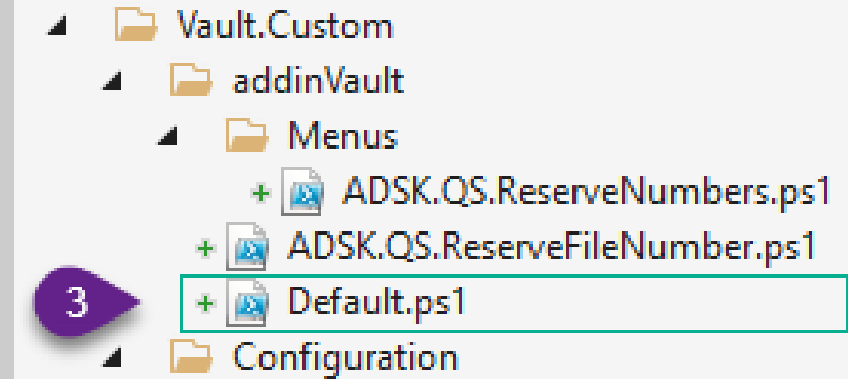 Vault.Custom
addinVault
Menus
+ ADSK.QS.ReserveNumbers.ps1
+ ADSK.QS.ReserveFileNumber.ps1
3 + Default.ps1
Configuration